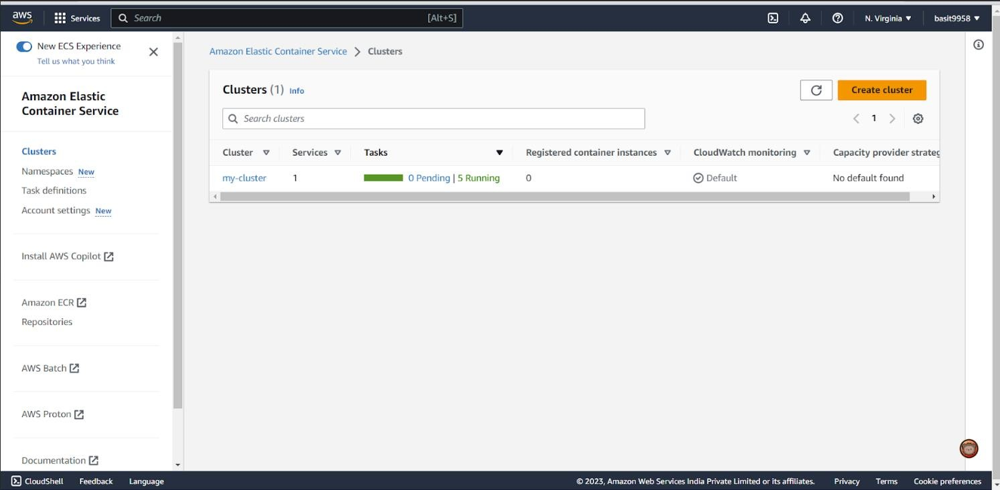 aws Services Search [Alt+S] N. Virginia basit9958
New ECS Experience
Tell us what you think
Amazon Elastic
Container Service
Clusters
Namespaces New
Task definitions
Account settings New
Install AWS Copilot
Amazon ECR
Repositories
AWS Batch
AWS Proton
Documentation
Amazon Elastic Container Service > Clusters
Clusters (1) Info Create cluster
Search clusters 1
Cluster Services Tasks Registered container instances CloudWatch monitoring Capacity provider strateg
my-cluster 1 0 Pending | 5 Running 0 Default No default found
CloudShell Feedback Language © 2023, Amazon Web Services India Private Limited or its affiliates. Privacy Terms Cookie preferences